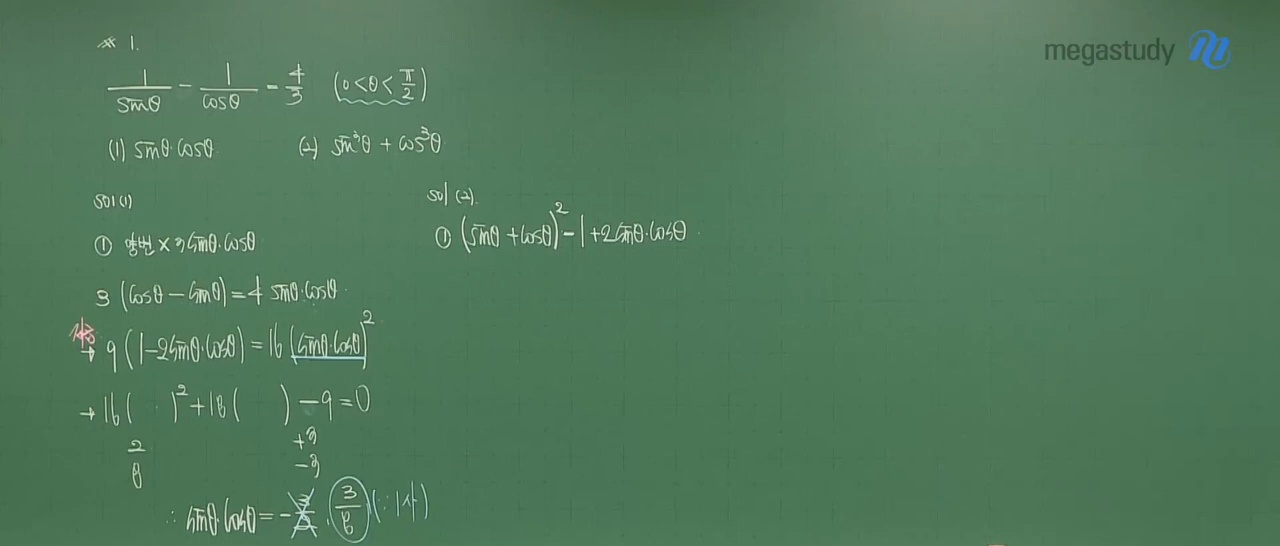 megastudy
※ 1.
1/sinθ - 1/cosθ = 4/3 (0<θ<π/2)
(1) sinθ·cosθ (2) sin³θ + cos³θ
sol (1)
① 양변 × 3sinθ·cosθ
3 (cosθ - sinθ) = 4 sinθ·cosθ
제곱
→ 9 (1-2sinθ·cosθ) = 16 (sinθ·cosθ)²
→ 16( )² + 18( ) - 9 = 0
2 +3
8 -3
∴ sinθ·cosθ = - , 3/8 (∵ 1사)
sol (2).
① (sinθ + cosθ)² = 1 + 2sinθ·cosθ